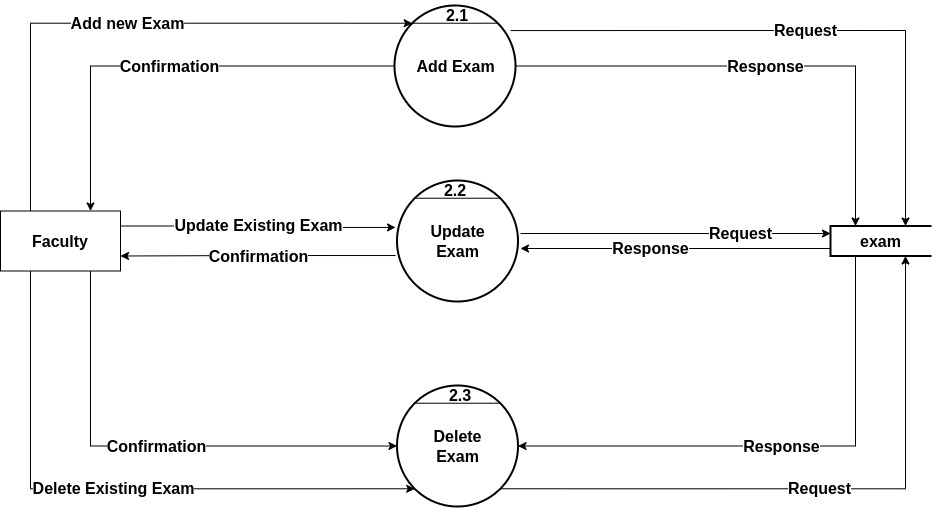 2.1
Add new Exam
Request
Confirmation
Add Exam
Response
2.2
Update Existing Exam
Update
Exam
Request
Faculty
exam
Confirmation
Response
2.3
Delete
Exam
Confirmation
Response
Delete Existing Exam
Request